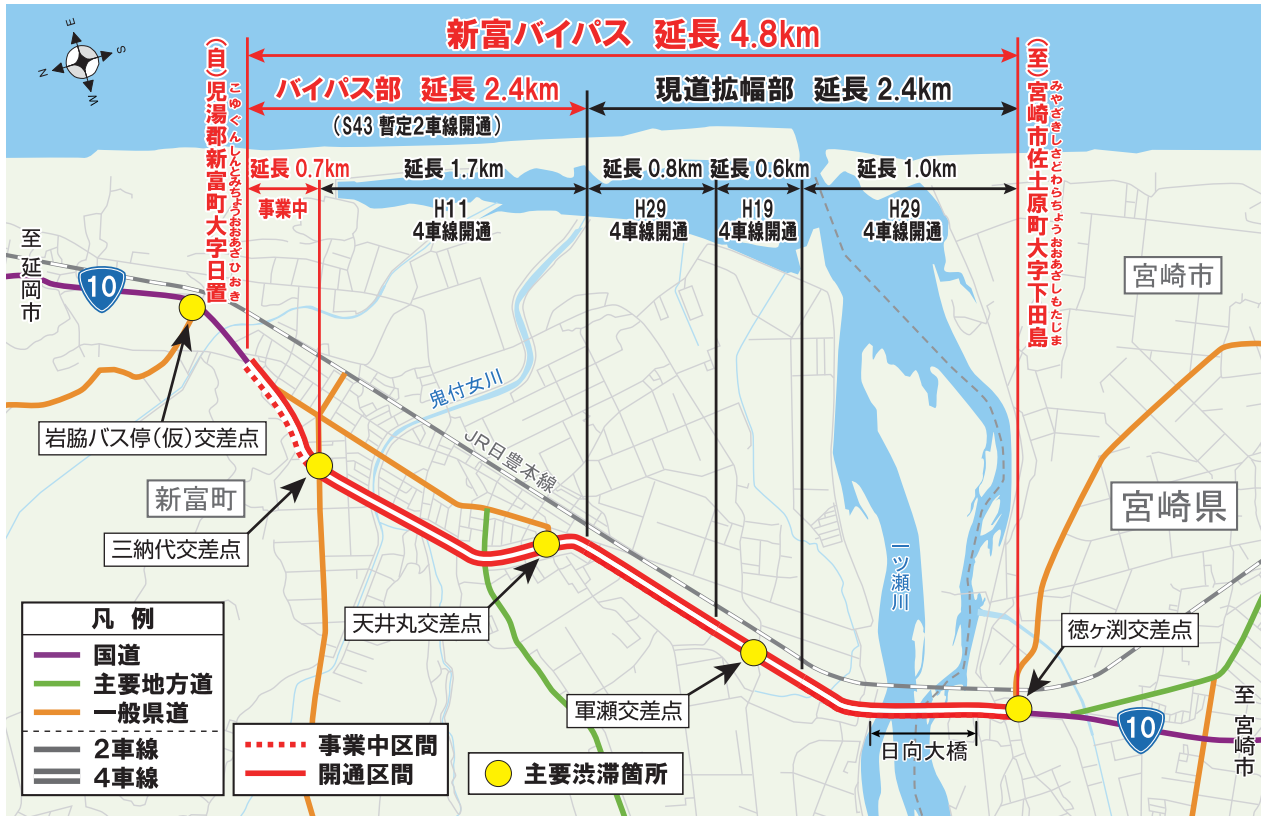 新富バイパス 延長 4.8km
バイパス部 延長 2.4km
(S43 暫定2車線開通)
現道拡幅部 延長 2.4km
延長 0.7km
事業中
延長 1.7km
H11
4車線開通
延長 0.8km
H29
4車線開通
延長 0.6km
H19
4車線開通
延長 1.0km
H29
4車線開通
(自)児湯郡新富町大字日置
こゆぐんしんとみちょうおおあざひおき
(至)宮崎市佐土原町大字下田島
みやざきしさどわらちょうおおあざしもたじま
E
S
N
W
至 延岡市
10
岩脇バス停(仮)交差点
新富町
三納代交差点
鬼付女川
JR日豊本線
天井丸交差点
軍瀬交差点
一ツ瀬川
日向大橋
徳ヶ渕交差点
宮崎市
宮崎県
10
至 宮崎市
凡 例
国道
主要地方道
一般県道
2車線
4車線
事業中区間
開通区間
主要渋滞箇所